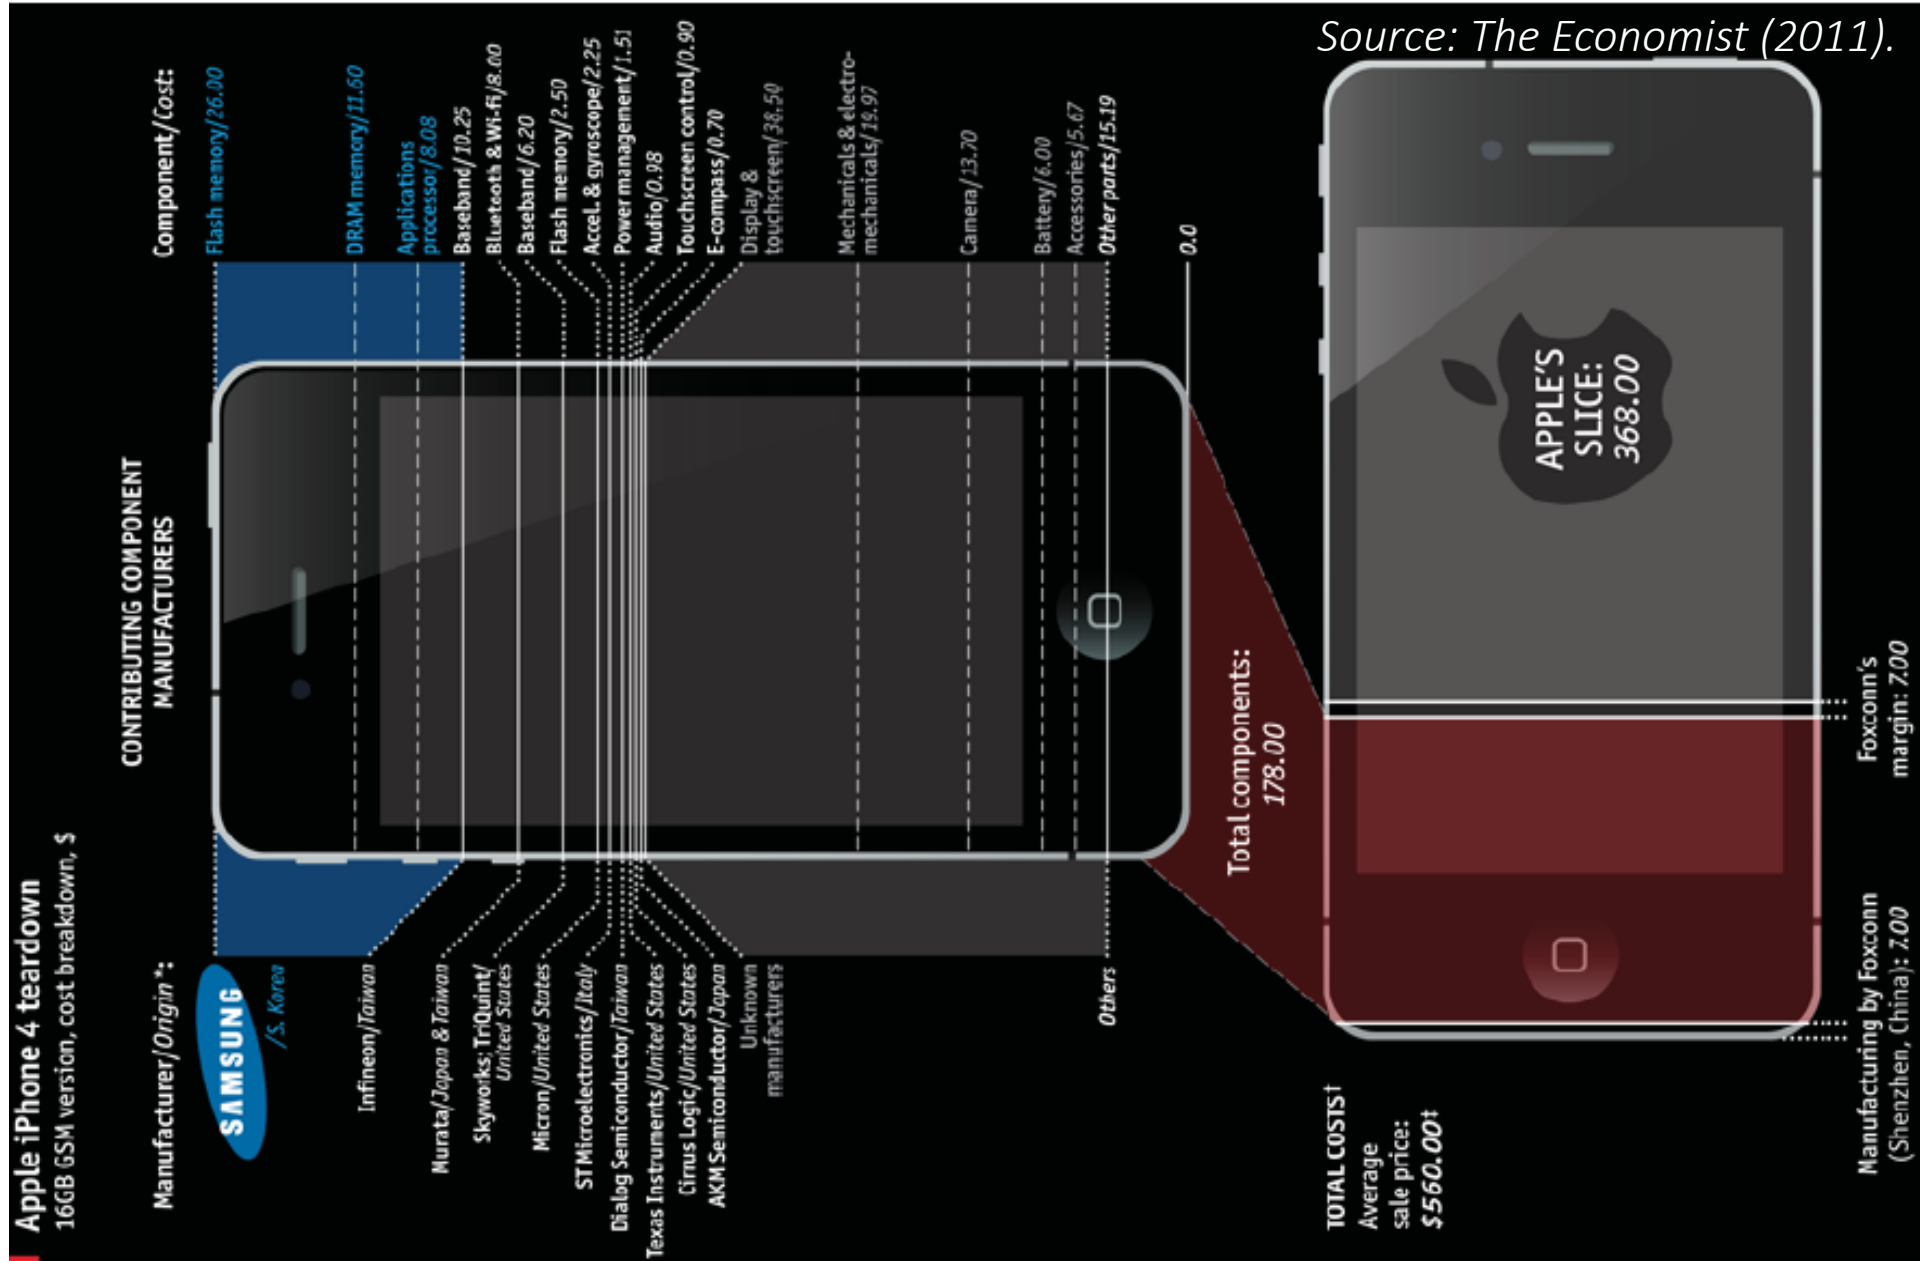 Source: The Economist (2011).
Apple iPhone 4 teardown
16GB GSM version, cost breakdown, $
CONTRIBUTING COMPONENT
MANUFACTURERS
Manufacturer/Origin*:
SAMSUNG
/S. Korea
Infineon/Taiwan
Murata/Japan & Taiwan
Skyworks; TriQuint/
United States
Micron/United States
STMicroelectronics/Italy
Dialog Semiconductor/Taiwan
Texas Instruments/United States
Cirrus Logic/United States
AKM Semiconductor/Japan
Unknown
manufacturers
Others
Component/Cost:
Flash memory/26.00
DRAM memory/11.60
Applications
processor/8.08
Baseband/10.25
Bluetooth & Wi-fi/8.00
Baseband/6.20
Flash memory/2.50
Accel. & gyroscope/2.25
Power management/1.51
Audio/0.98
Touchscreen control/0.90
E-compass/0.70
Display &
touchscreen/38.50
Mechanicals & electro-
mechanicals/19.97
Camera/13.70
Battery/6.00
Accessories/5.67
Other parts/15.19
0.0
Total components:
178.00
TOTAL COSTS†
Average
sale price:
$560.00‡
APPLE'S
SLICE:
368.00
Manufacturing by Foxconn
(Shenzhen, China): 7.00
Foxconn's
margin: 7.00